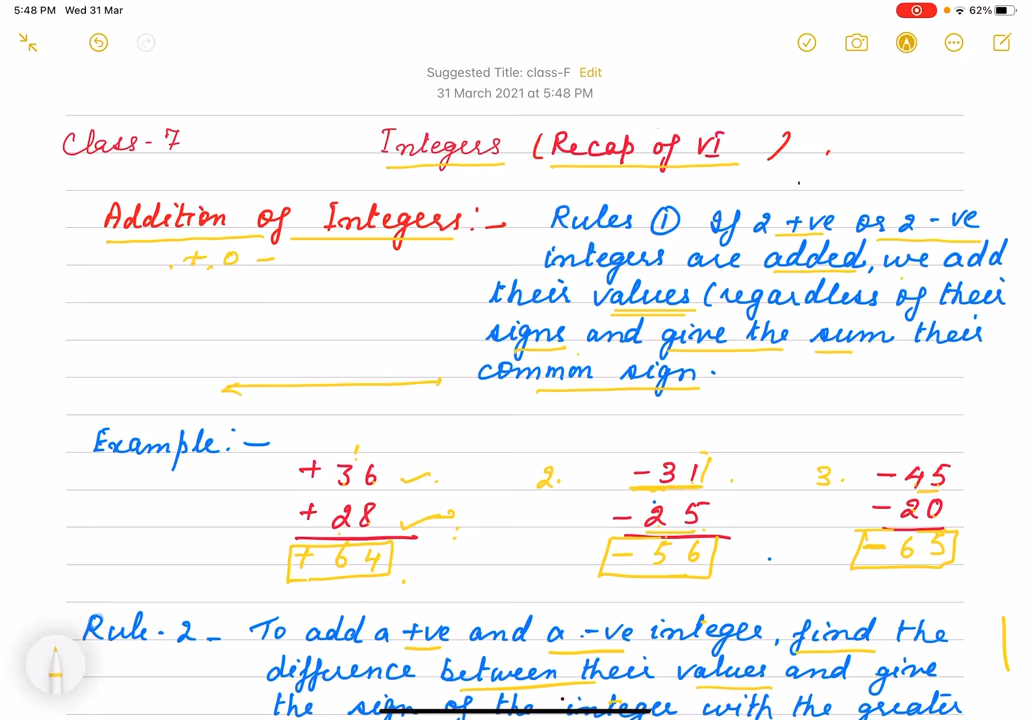 5:48 PM Wed 31 Mar 62%
Suggested Title: class-F Edit
31 March 2021 at 5:48 PM
Class-7 Integers (Recap of VI ) .
Addition of Integers:-
+, 0 -
Rules ① If 2 +ve or 2 -ve
integers are added, we add
their values (regardless of their
signs and give the sum their
common sign.
Example:-
+ 36
+ 28
+ 64
2.
- 31
- 25
- 56
3.
- 45
- 20
- 65
Rule-2- To add a +ve and a -ve integer, find the
difference between their values and give
the sign of the integer with the greater